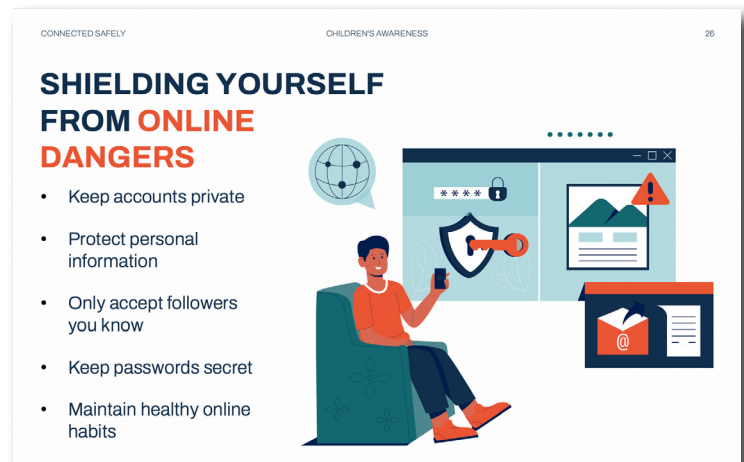 CONNECTED SAFELY
CHILDREN'S AWARENESS
26
SHIELDING YOURSELF
FROM ONLINE
DANGERS
• Keep accounts private
• Protect personal
information
• Only accept followers
you know
• Keep passwords secret
• Maintain healthy online
habits
* * * *
!
@